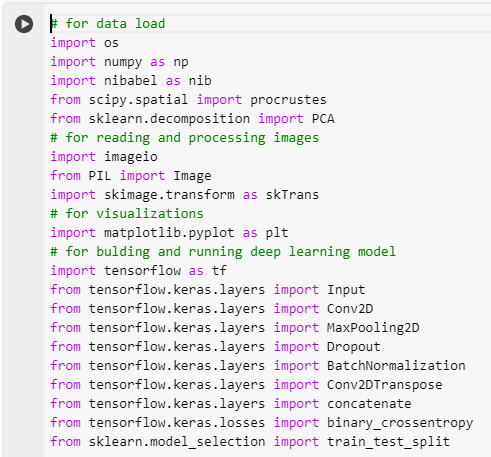 # for data load
import os
import numpy as np
import nibabel as nib
from scipy.spatial import procrustes
from sklearn.decomposition import PCA
# for reading and processing images
import imageio
from PIL import Image
import skimage.transform as skTrans
# for visualizations
import matplotlib.pyplot as plt
# for bulding and running deep learning model
import tensorflow as tf
from tensorflow.keras.layers import Input
from tensorflow.keras.layers import Conv2D
from tensorflow.keras.layers import MaxPooling2D
from tensorflow.keras.layers import Dropout
from tensorflow.keras.layers import BatchNormalization
from tensorflow.keras.layers import Conv2DTranspose
from tensorflow.keras.layers import concatenate
from tensorflow.keras.losses import binary_crossentropy
from sklearn.model_selection import train_test_split